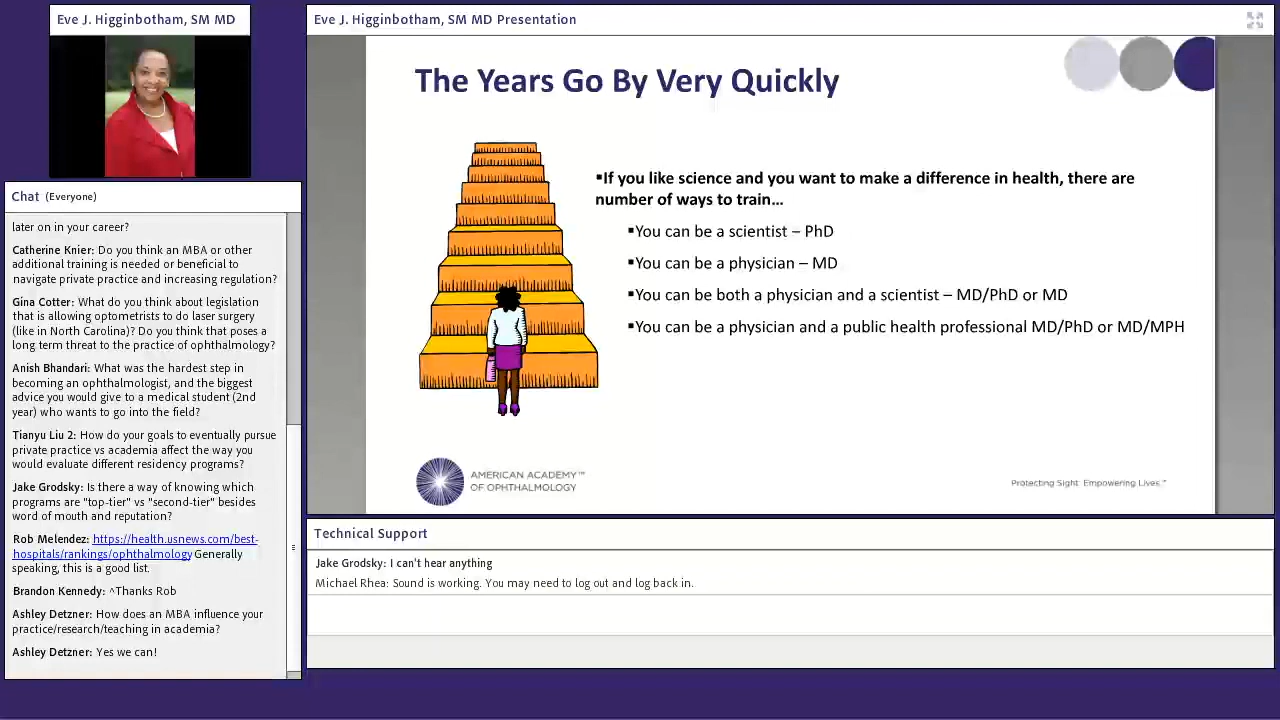 Eve J. Higginbotham, SM MD
Chat (Everyone)
later on in your career?
Catherine Knier: Do you think an MBA or other
additional training is needed or beneficial to
navigate private practice and increasing regulation?
Gina Cotter: What do you think about legislation
that is allowing optometrists to do laser surgery
(like in North Carolina)? Do you think that poses a
long term threat to the practice of ophthalmology?
Anish Bhandari: What was the hardest step in
becoming an ophthalmologist, and the biggest
advice you would give to a medical student (2nd
year) who wants to go into the field?
Tianyu Liu 2: How do your goals to eventually pursue
private practice vs academia affect the way you
would evaluate different residency programs?
Jake Grodsky: Is there a way of knowing which
programs are "top-tier" vs "second-tier" besides
word of mouth and reputation?
Rob Melendez: https://health.usnews.com/best-
hospitals/rankings/ophthalmology Generally
speaking, this is a good list.
Brandon Kennedy: ^Thanks Rob
Ashley Detzner: How does an MBA influence your
practice/research/teaching in academia?
Ashley Detzner: Yes we can!
Eve J. Higginbotham, SM MD Presentation
The Years Go By Very Quickly
▪If you like science and you want to make a difference in health, there are
number of ways to train…
▪You can be a scientist – PhD
▪You can be a physician – MD
▪You can be both a physician and a scientist – MD/PhD or MD
▪You can be a physician and a public health professional MD/PhD or MD/MPH
AMERICAN ACADEMY™
OF OPHTHALMOLOGY
Protecting Sight. Empowering Lives.™
Technical Support
Jake Grodsky: I can't hear anything
Michael Rhea: Sound is working. You may need to log out and log back in.